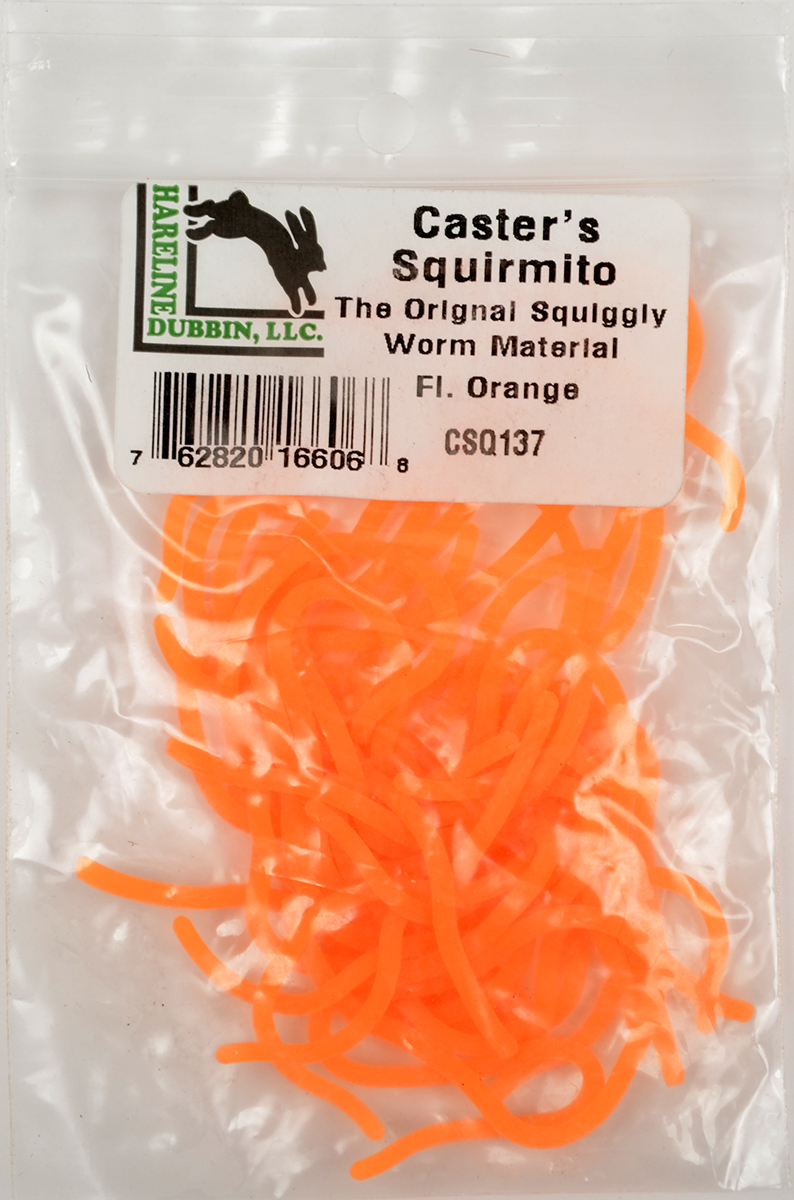 HARELINE
DUBBIN, LLC.
Caster's
Squirmito
The Orignal Squiggly
Worm Material
Fl. Orange
CSQ137
7 62820 16606 8